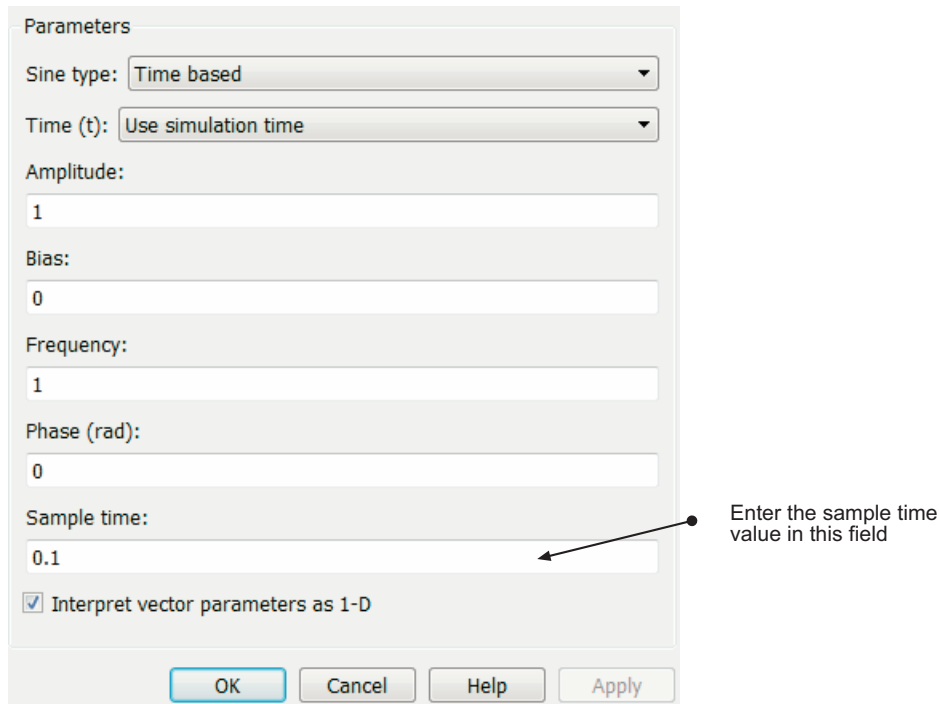 Parameters
Sine type: Time based
Time (t): Use simulation time
Amplitude:
1
Bias:
0
Frequency:
1
Phase (rad):
0
Sample time:
0.1
Enter the sample time
value in this field
Interpret vector parameters as 1-D
OK Cancel Help Apply